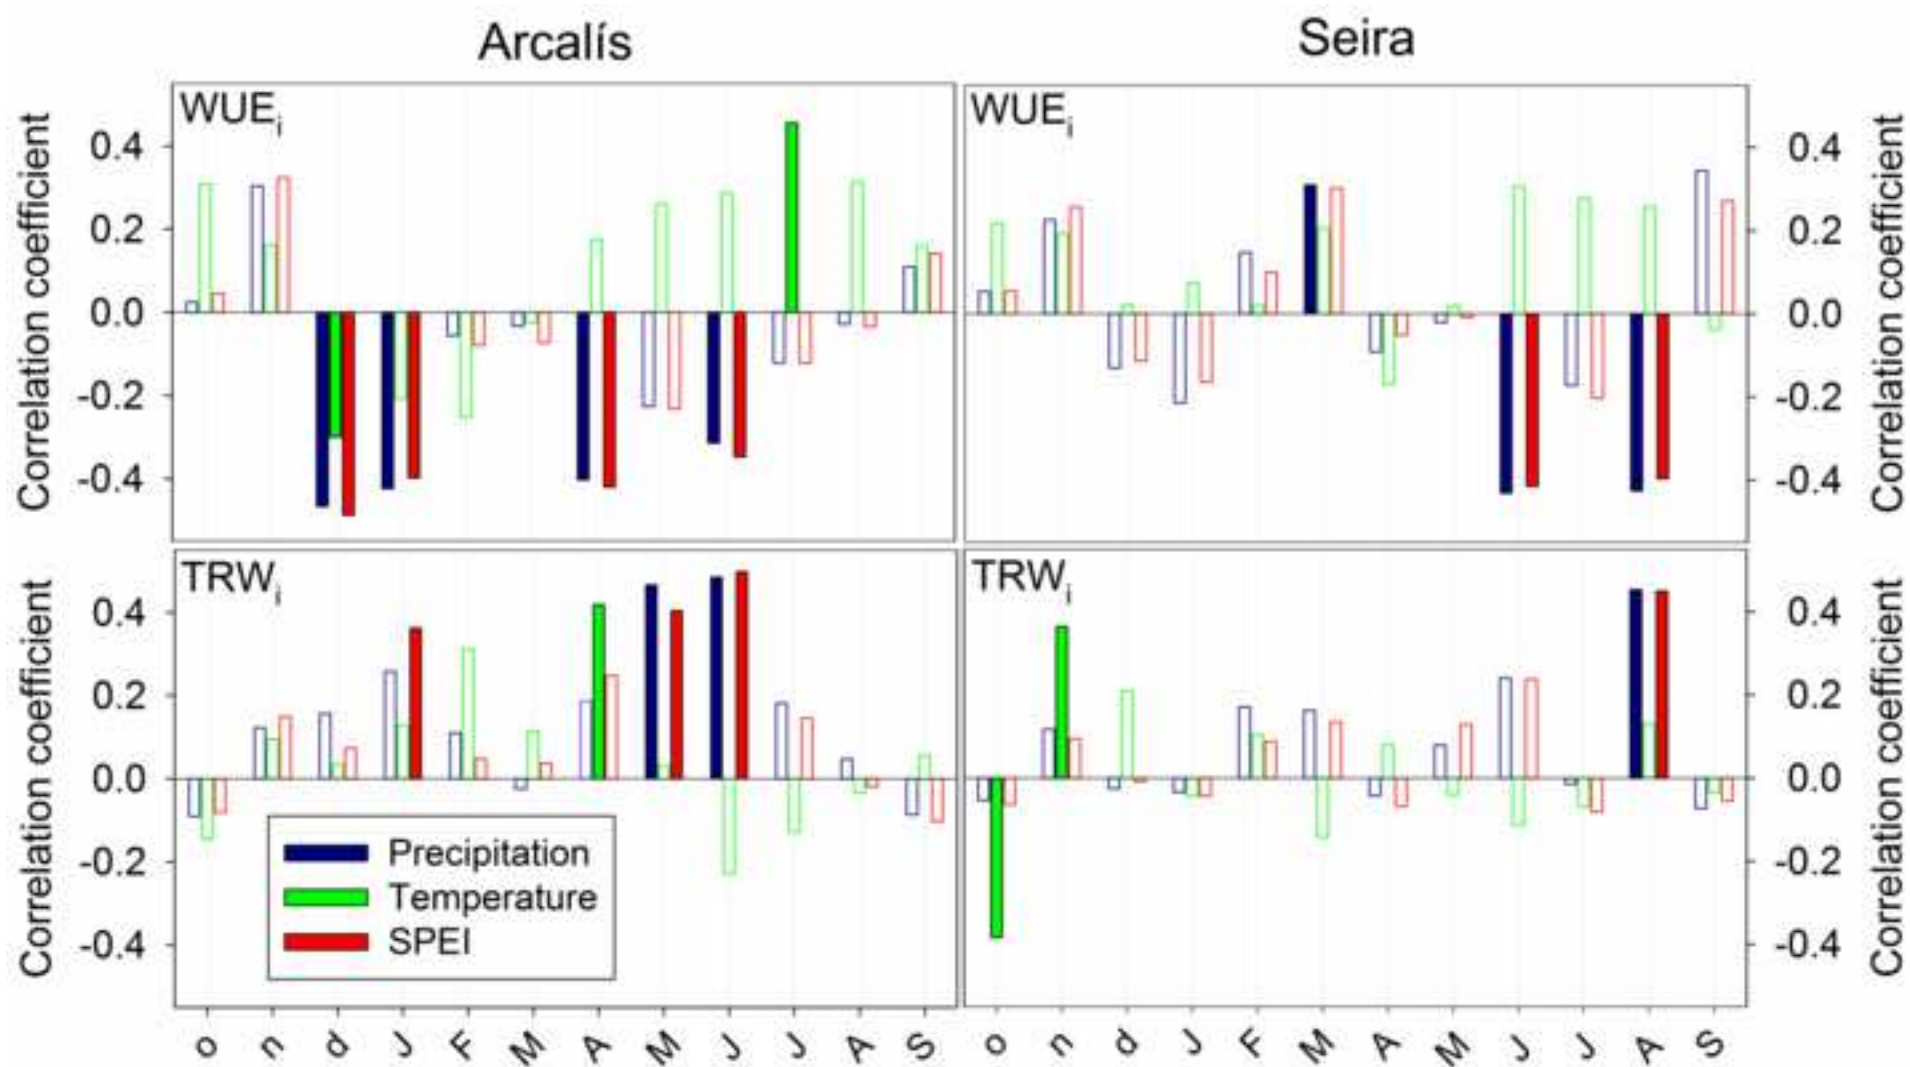 Arcalís
Seira
WUEi
WUEi
Correlation coefficient
0.4
0.2
0.0
-0.2
-0.4
0.4
0.2
0.0
-0.2
-0.4
Correlation coefficient
TRWi
TRWi
Correlation coefficient
0.4
0.2
0.0
-0.2
-0.4
Precipitation
Temperature
SPEI
0.4
0.2
0.0
-0.2
-0.4
Correlation coefficient
o n d J F M A M J J A S
o n d J F M A M J J A S